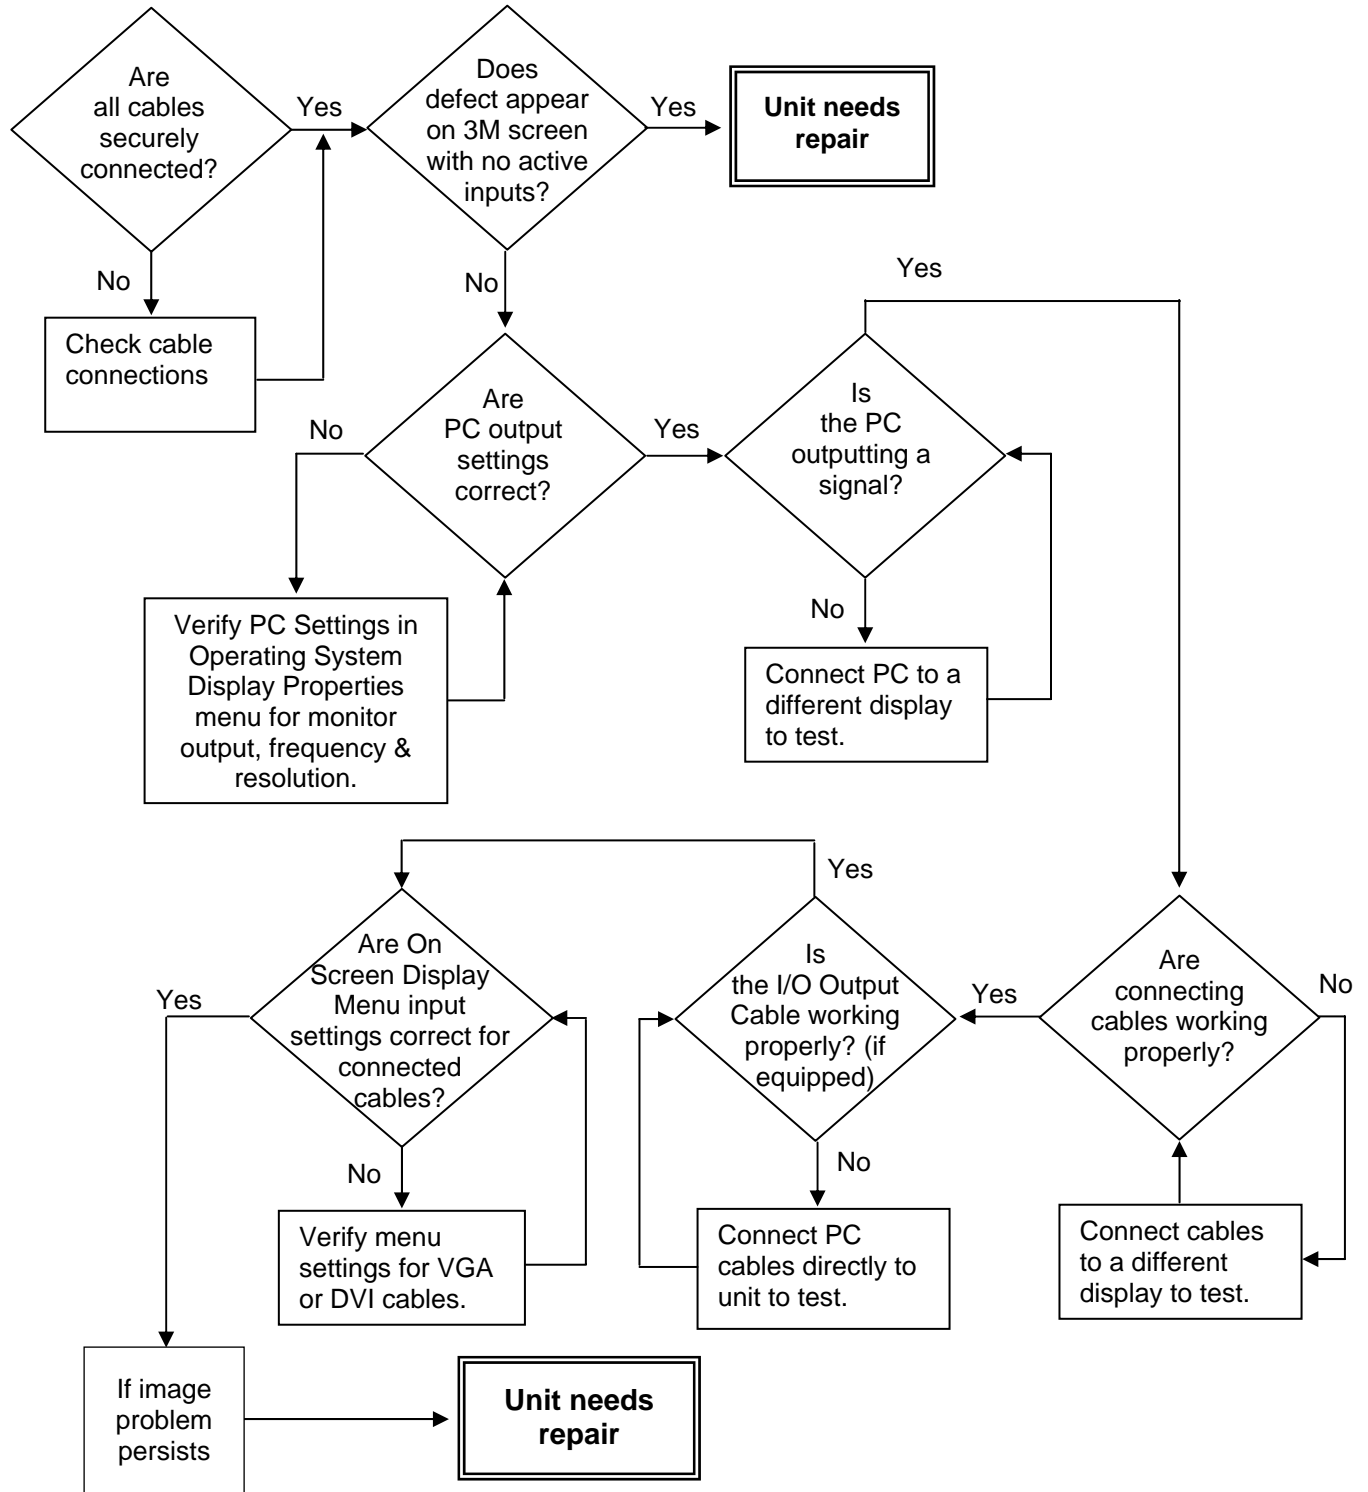 Are
all cables
securely
connected?
Yes
No
Check cable
connections
Does
defect appear
on 3M screen
with no active
inputs?
Yes
Unit needs
repair
No
Are
PC output
settings
correct?
No
Verify PC Settings in
Operating System
Display Properties
menu for monitor
output, frequency &
resolution.
Yes
Is
the PC
outputting a
signal?
No
Connect PC to a
different display
to test.
Yes
Are
connecting
cables working
properly?
No
Connect cables
to a different
display to test.
Yes
Is
the I/O Output
Cable working
properly? (if
equipped)
No
Connect PC
cables directly to
unit to test.
Yes
Are On
Screen Display
Menu input
settings correct for
connected
cables?
No
Verify menu
settings for VGA
or DVI cables.
Yes
If image
problem
persists
Unit needs
repair